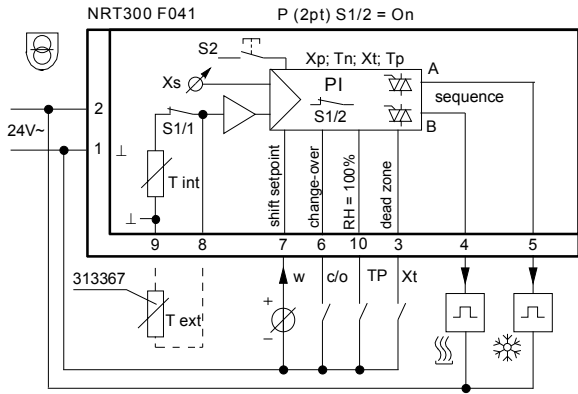 NRT300 F041 P (2pt) S1/2 = On
S2
Xp; Tn; Xt; Tp
A
Xs
PI
sequence
S1/1
S1/2
B
2
24V~
1
⊥
T int
shift setpoint
change-over
RH = 100%
dead zone
⊥
9 8 7 6 10 3 4 5
313367
w c/o TP Xt
+
−
T ext